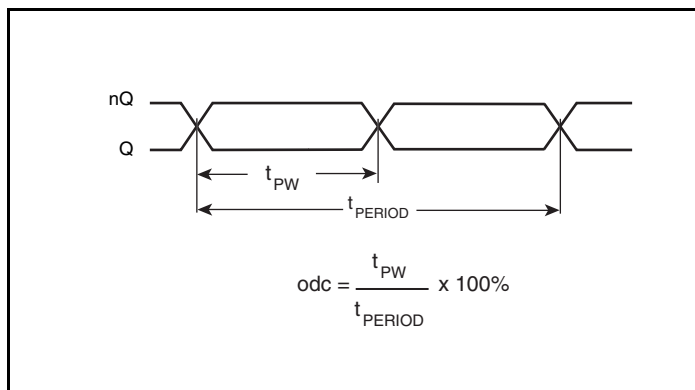 nQ
Q
tPW
tPERIOD
tPW
odc = x 100%
tPERIOD